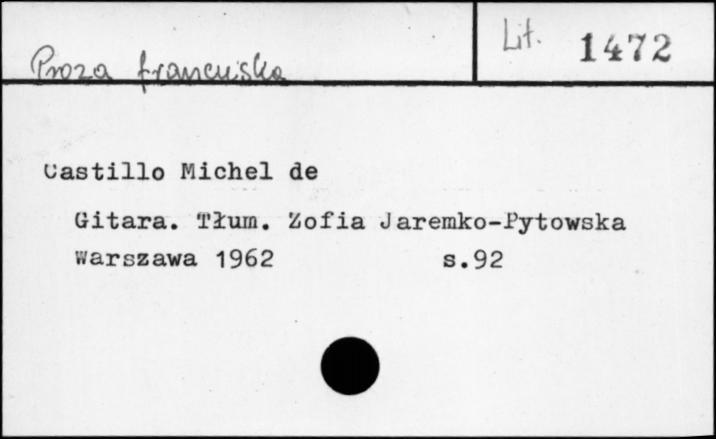 Proza francuska
Lit. 1472
Castillo Michel de
Gitara. Tłum. Zofia Jaremko-Pytowska
Warszawa 1962 s.92